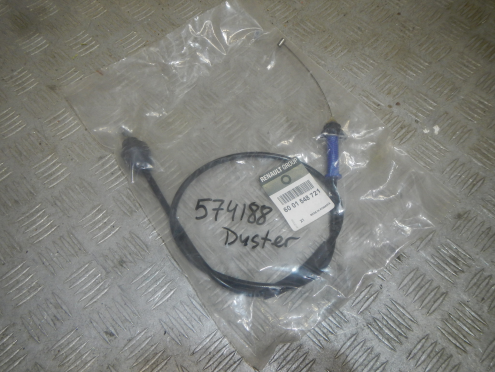 574188
Duster
RENAULT GROUP
60 01 548 721